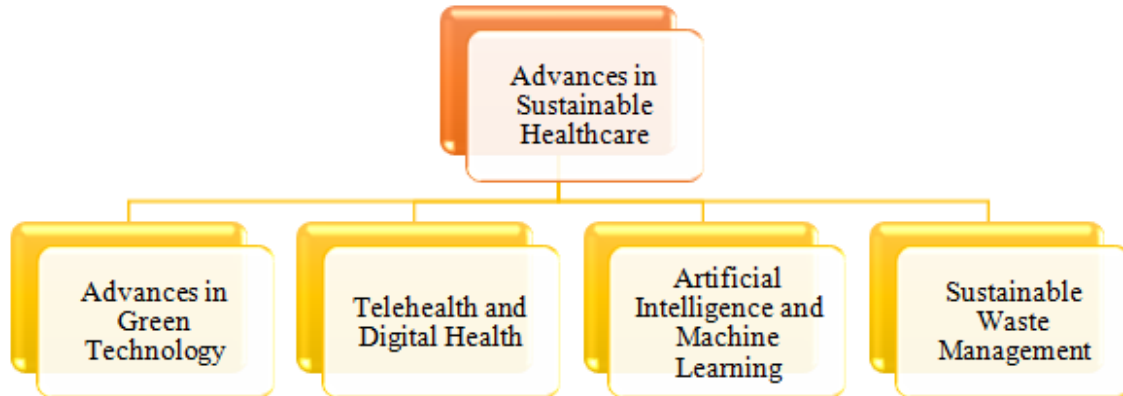 Advances in
Sustainable
Healthcare
Advances in
Green
Technology
Telehealth and
Digital Health
Artificial
Intelligence and
Machine
Learning
Sustainable
Waste
Management